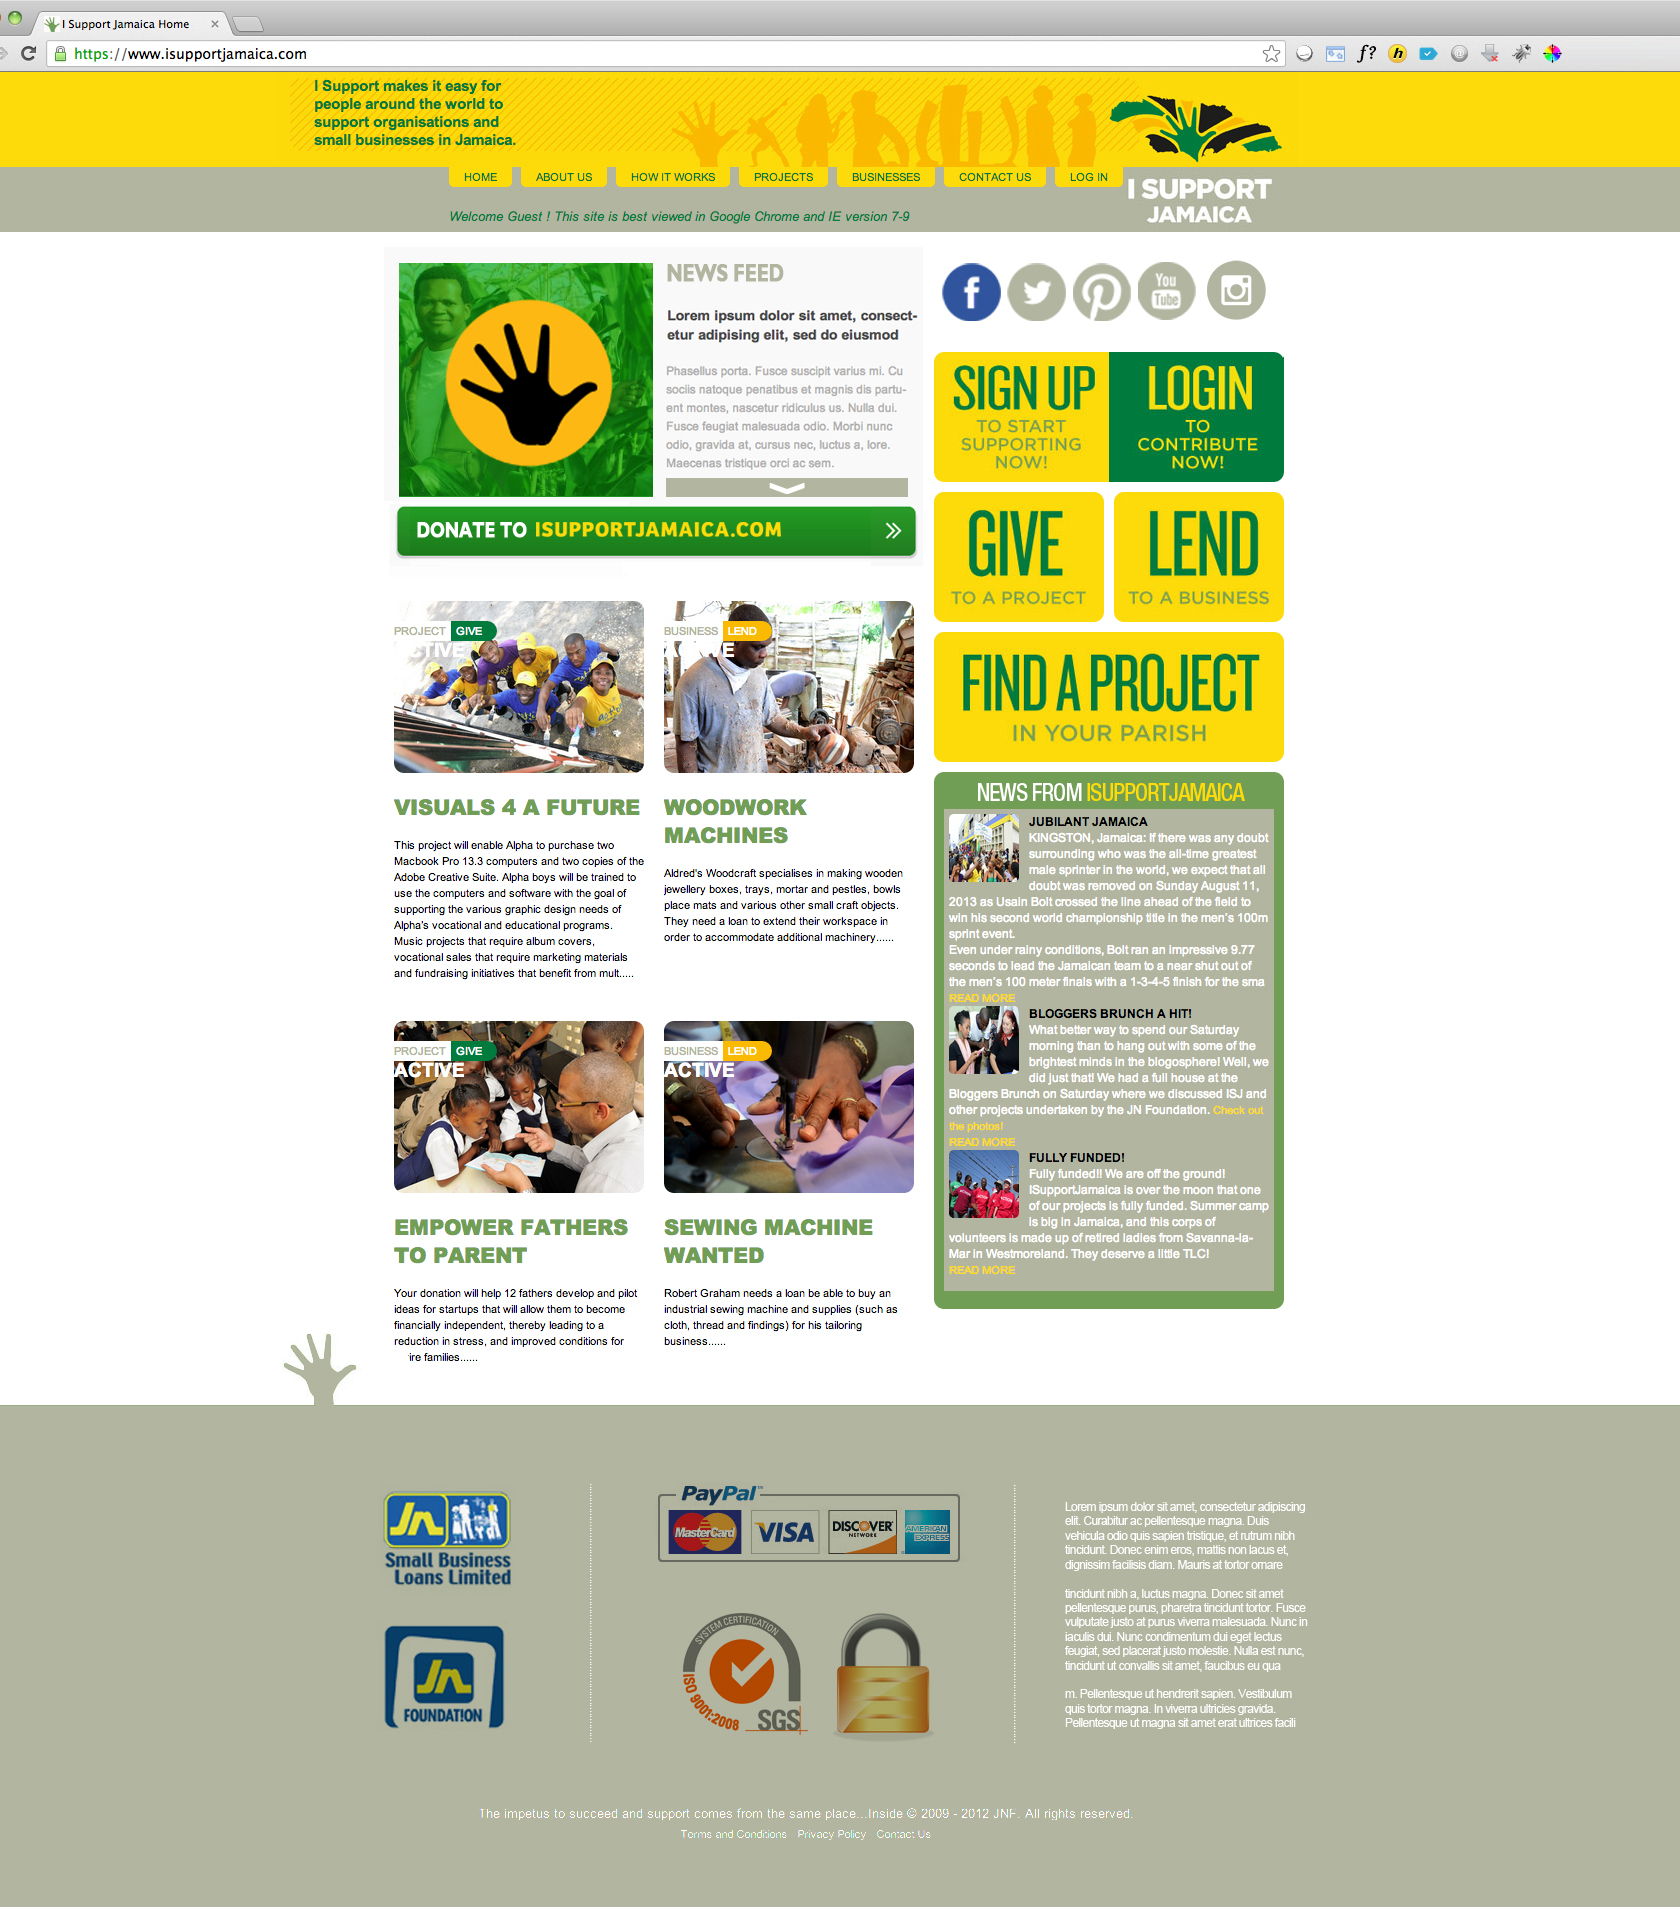 I Support Jamaica Home
https://www.isupportjamaica.com
f?
h
I Support makes it easy for
people around the world to
support organisations and
small businesses in Jamaica.
HOME
ABOUT US
HOW IT WORKS
PROJECTS
BUSINESSES
CONTACT US
LOG IN
I SUPPORT
JAMAICA
Welcome Guest ! This site is best viewed in Google Chrome and IE version 7-9
NEWS FEED
Lorem ipsum dolor sit amet, consect-
etur adipising elit, sed do eiusmod
Phasellus porta. Fusce suscipit varius mi. Cu
sociis natoque penatibus et magnis dis partu-
ent montes, nascetur ridiculus us. Nulla dui.
Fusce feugiat malesuada odio. Morbi nunc
odio, gravida at, cursus nec, luctus a, lore.
Maecenas tristique orci ac sem.
DONATE TO ISUPPORTJAMAICA.COM
f
You
Tube
SIGN UP
TO START
SUPPORTING
NOW!
LOGIN
TO
CONTRIBUTE
NOW!
GIVE
TO A PROJECT
LEND
TO A BUSINESS
FIND A PROJECT
IN YOUR PARISH
PROJECT GIVE
ACTIVE
VISUALS 4 A FUTURE
This project will enable Alpha to purchase two
Macbook Pro 13.3 computers and two copies of the
Adobe Creative Suite. Alpha boys will be trained to
use the computers and software with the goal of
supporting the various graphic design needs of
Alpha's vocational and educational programs.
Music projects that require album covers,
vocational sales that require marketing materials
and fundraising initiatives that benefit from mult.....
BUSINESS LEND
ACTIVE
WOODWORK
MACHINES
Aldred's Woodcraft specialises in making wooden
jewellery boxes, trays, mortar and pestles, bowls
place mats and various other small craft objects.
They need a loan to extend their workspace in
order to accommodate additional machinery......
PROJECT GIVE
ACTIVE
EMPOWER FATHERS
TO PARENT
Your donation will help 12 fathers develop and pilot
ideas for startups that will allow them to become
financially independent, thereby leading to a
reduction in stress, and improved conditions for
ire families......
BUSINESS LEND
ACTIVE
SEWING MACHINE
WANTED
Robert Graham needs a loan be able to buy an
industrial sewing machine and supplies (such as
cloth, thread and findings) for his tailoring
business......
NEWS FROM ISUPPORTJAMAICA
JUBILANT JAMAICA
KINGSTON, Jamaica: If there was any doubt
surrounding who was the all-time greatest
male sprinter in the world, we expect that all
doubt was removed on Sunday August 11,
2013 as Usain Bolt crossed the line ahead of the field to
win his second world championship title in the men's 100m
sprint event.
Even under rainy conditions, Bolt ran an impressive 9.77
seconds to lead the Jamaican team to a near shut out of
the men's 100 meter finals with a 1-3-4-5 finish for the sma
READ MORE
BLOGGERS BRUNCH A HIT!
What better way to spend our Saturday
morning than to hang out with some of the
brightest minds in the blogosphere! Well, we
did just that! We had a full house at the
Bloggers Brunch on Saturday where we discussed ISJ and
other projects undertaken by the JN Foundation. Check out
the photos!
READ MORE
FULLY FUNDED!
Fully funded!! We are off the ground!
ISupportJamaica is over the moon that one
of our projects is fully funded. Summer camp
is big in Jamaica, and this corps of
volunteers is made up of retired ladies from Savanna-la-
Mar in Westmoreland. They deserve a little TLC!
READ MORE
JN
Small Business
Loans Limited
JN
FOUNDATION
PayPal
MasterCard
VISA
DISCOVER
NETWORK
AMERICAN
EXPRESS
SYSTEM CERTIFICATION
ISO 9001:2008
SGS
Lorem ipsum dolor sit amet, consectetur adipiscing
elit. Curabitur ac pellentesque magna. Duis
vehicula odio quis sapien tristique, et rutrum nibh
tincidunt. Donec enim eros, mattis non lacus et,
dignissim facilisis diam. Mauris at tortor ornare
tincidunt nibh a, luctus magna. Donec sit amet
pellentesque purus, pharetra tincidunt tortor. Fusce
vulputate justo at purus viverra malesuada. Nunc in
iaculis dui. Nunc condimentum dui eget lectus
feugiat, sed placerat justo molestie. Nulla est nunc,
tincidunt ut convallis sit amet, faucibus eu qua
m. Pellentesque ut hendrerit sapien. Vestibulum
quis tortor magna. In viverra ultricies gravida.
Pellentesque ut magna sit amet erat ultrices facili
The impetus to succeed and support comes from the same place...Inside © 2009 - 2012 JNF. All rights reserved.
Terms and Conditions Privacy Policy Contact Us